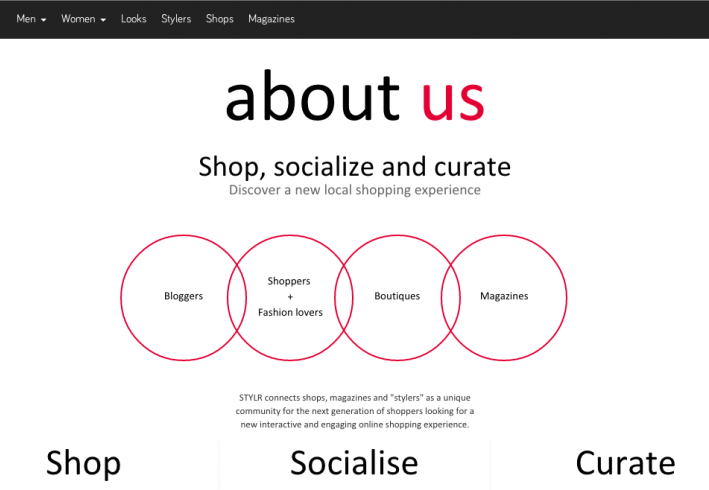 Men Women Looks Stylers Shops Magazines
about us
Shop, socialize and curate
Discover a new local shopping experience
Bloggers
Shoppers
+
Fashion lovers
Boutiques
Magazines
STYLR connects shops, magazines and "stylers" as a unique
community for the next generation of shoppers looking for a
new interactive and engaging online shopping experience.
Shop Socialise Curate